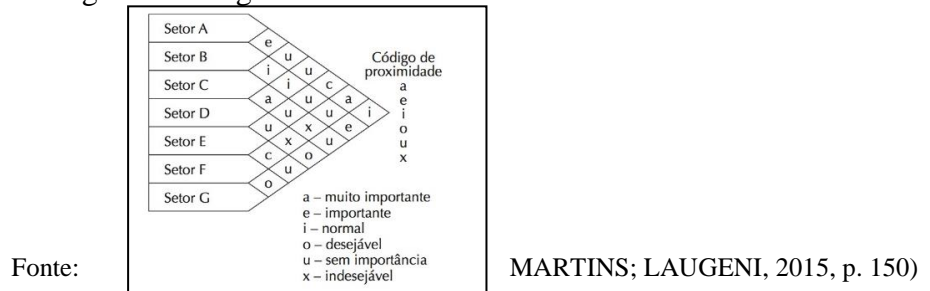 Setor A
e
Setor B u Código de
i u proximidade
Setor C i c a
a u a e
Setor D u u i i
u x e o
Setor E x u u
c o x
Setor F u
o
Setor G
a – muito importante
e – importante
i – normal
o – desejável
u – sem importância
x – indesejável
Fonte: MARTINS; LAUGENI, 2015, p. 150)